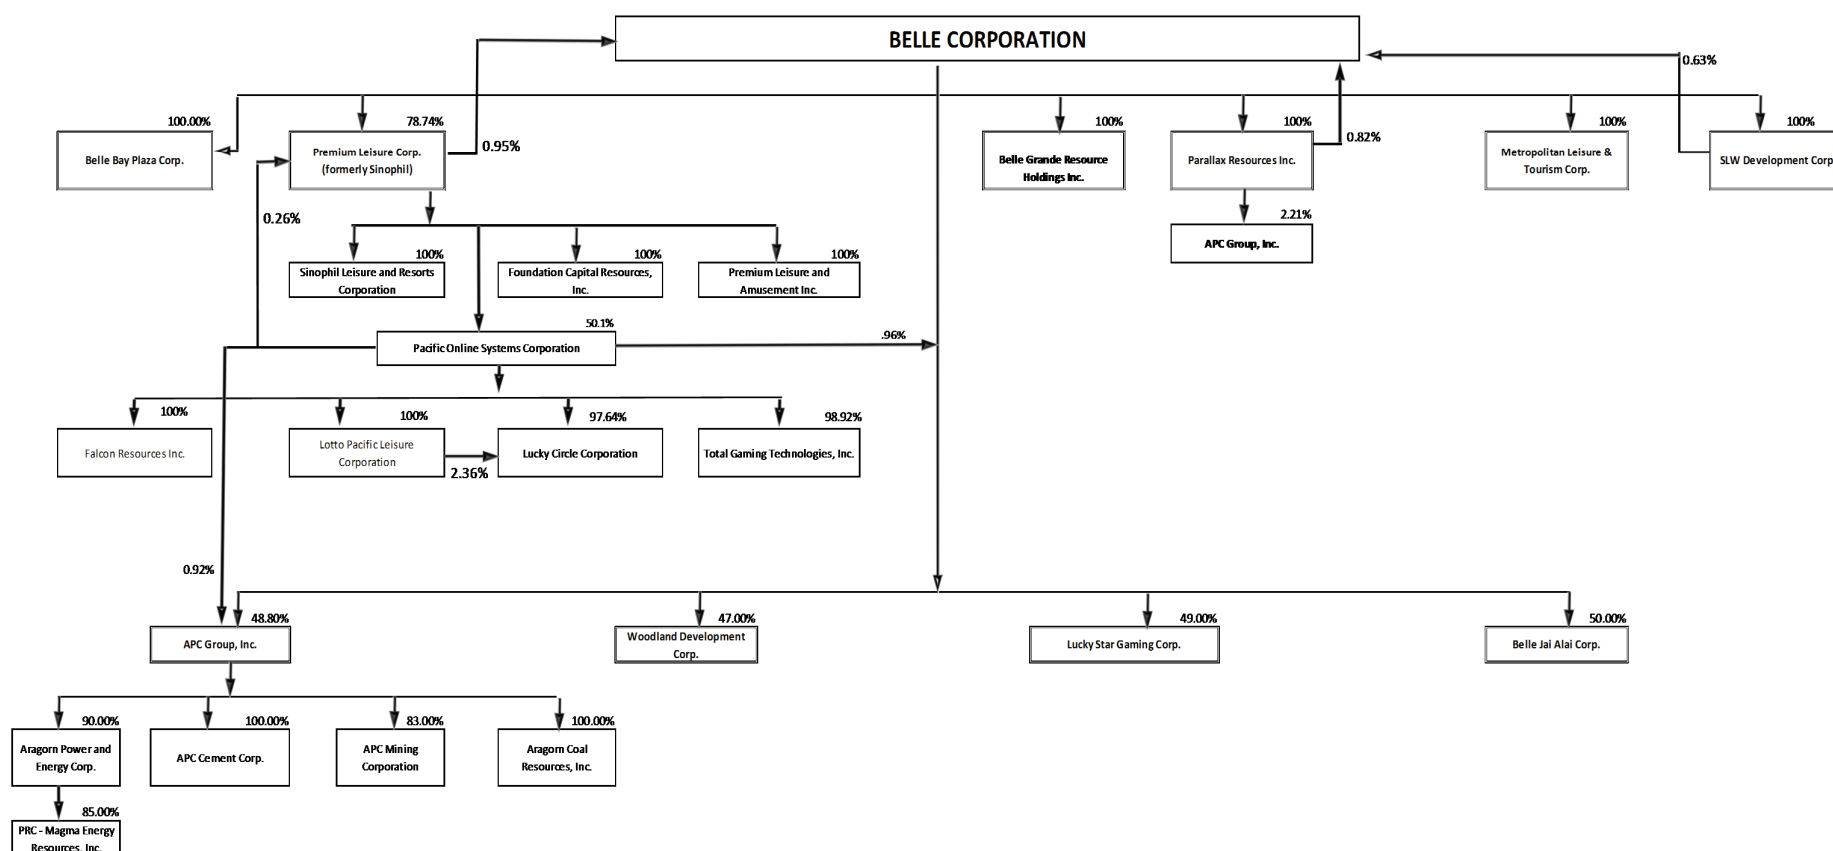 BELLE CORPORATION
0.63%
100.00%
78.74%
100%
100%
100%
100%
Belle Bay Plaza Corp.
Premium Leisure Corp.
(formerly Sinophil)
0.95%
Belle Grande Resource
Holdings Inc.
Parallax Resources Inc.
0.82%
Metropolitan Leisure &
Tourism Corp.
SLW Development Corp
0.26%
2.21%
APC Group, Inc.
100%
100%
100%
Sinophil Leisure and Resorts
Corporation
Foundation Capital Resources,
Inc.
Premium Leisure and
Amusement Inc.
50.1%
Pacific Online Systems Corporation
.96%
100%
100%
97.64%
98.92%
Falcon Resources Inc.
Lotto Pacific Leisure
Corporation
2.36%
Lucky Circle Corporation
Total Gaming Technologies, Inc.
0.92%
48.80%
47.00%
49.00%
50.00%
APC Group, Inc.
Woodland Development
Corp.
Lucky Star Gaming Corp.
Belle Jai Alai Corp.
90.00%
100.00%
83.00%
100.00%
Aragorn Power and
Energy Corp.
APC Cement Corp.
APC Mining
Corporation
Aragorn Coal
Resources, Inc.
85.00%
PRC - Magma Energy
Resources, Inc.